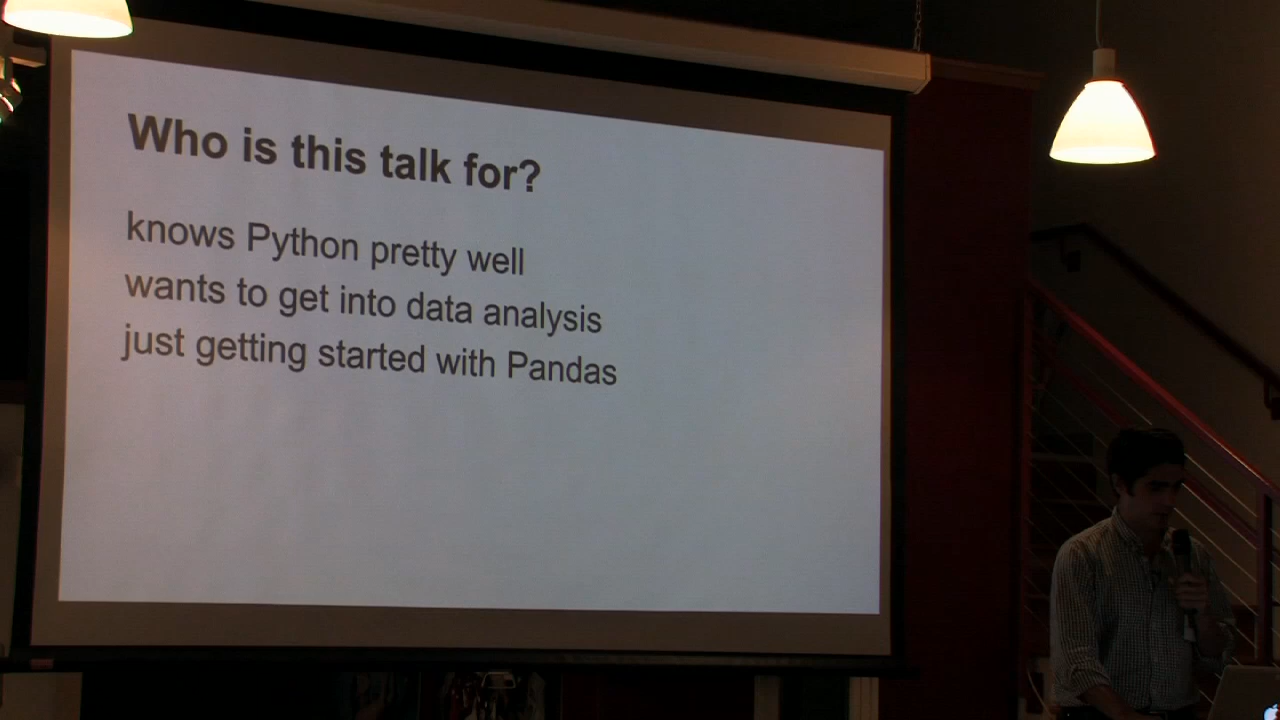 Who is this talk for?
knows Python pretty well
wants to get into data analysis
just getting started with Pandas